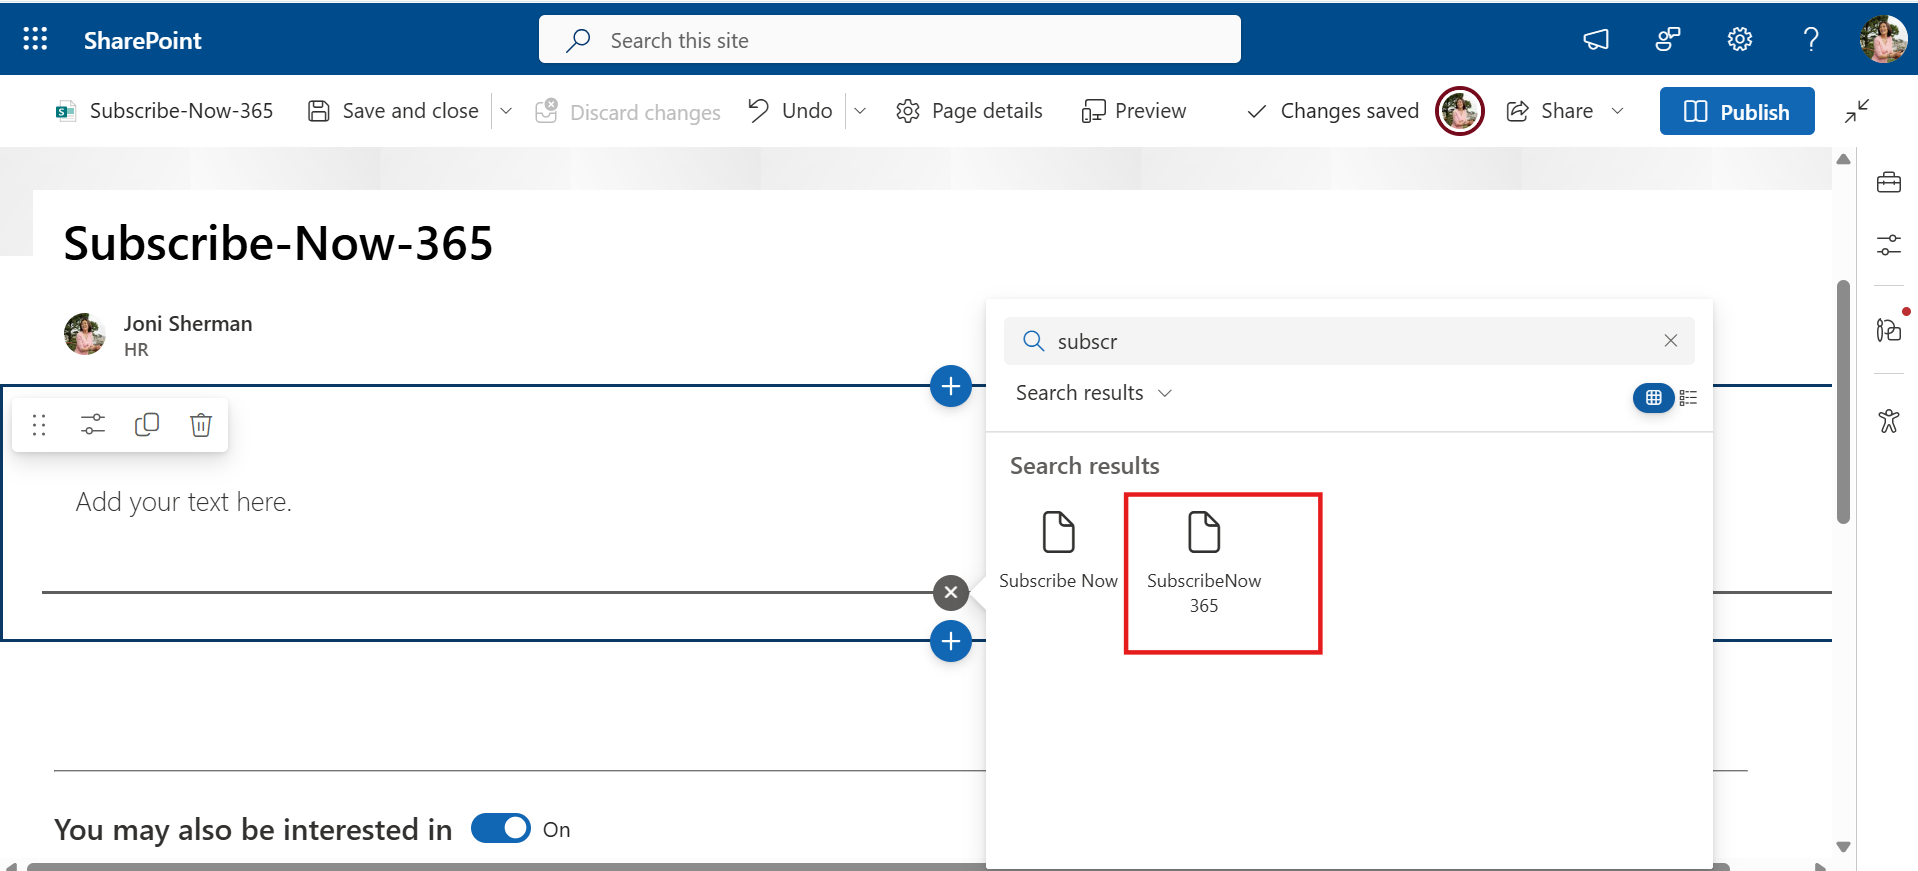 SharePoint
Search this site
Subscribe-Now-365
Save and close
Discard changes
Undo
Page details
Preview
Changes saved
Share
Publish
Subscribe-Now-365
Joni Sherman
HR
subscr
Search results
Add your text here.
Search results
Subscribe Now
SubscribeNow
365
You may also be interested in
On